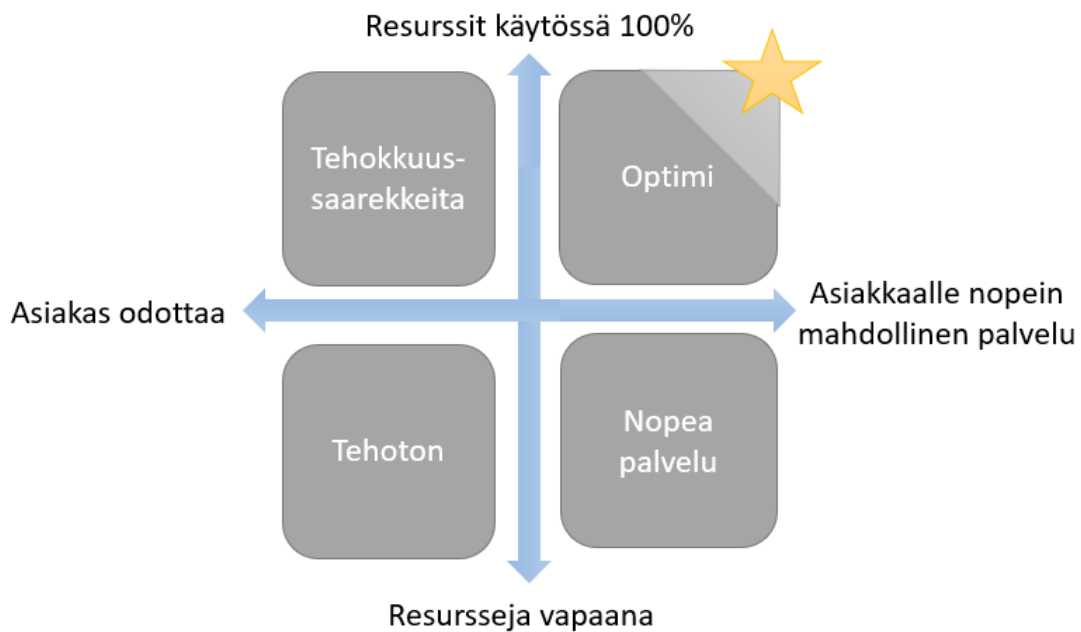 Resurssit käytössä 100%
Tehokkuus-
saarekkeita
Optimi
Asiakas odottaa
Asiakkaalle nopein
mahdollinen palvelu
Tehoton
Nopea
palvelu
Resursseja vapaana